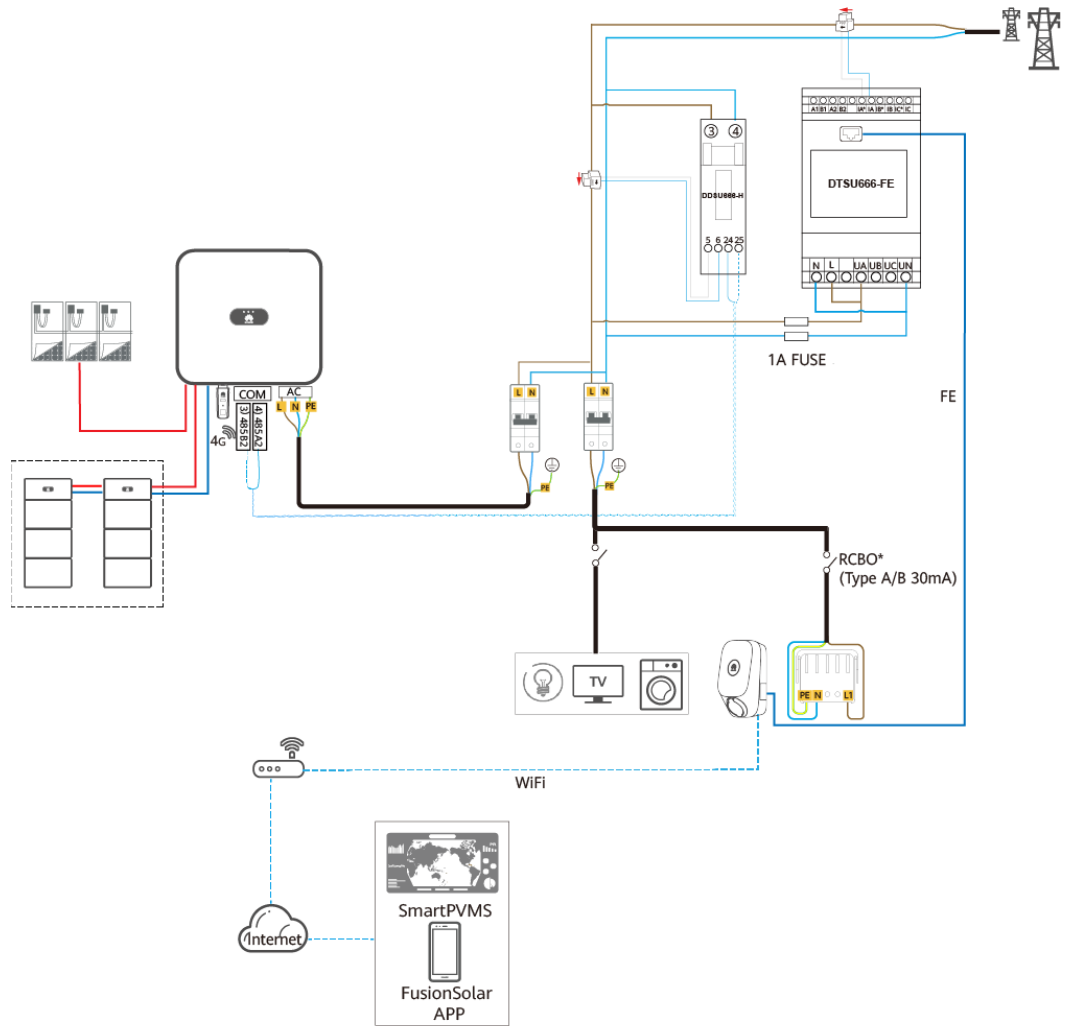 A1 B1 A2 B2 IA* IA IB* IB IC* IC
3 4
DTSU666-FE
DDSU666-H
5 6 24 25
N L UA UB UC UN
1A FUSE
FE
COM
AC
3) 485B2
4) 485A2
L N PE
4G
L N
L N
PE
PE
RCBO*
(Type A/B 30mA)
TV
PE N L1
WiFi
SmartPVMS
Internet
FusionSolar
APP